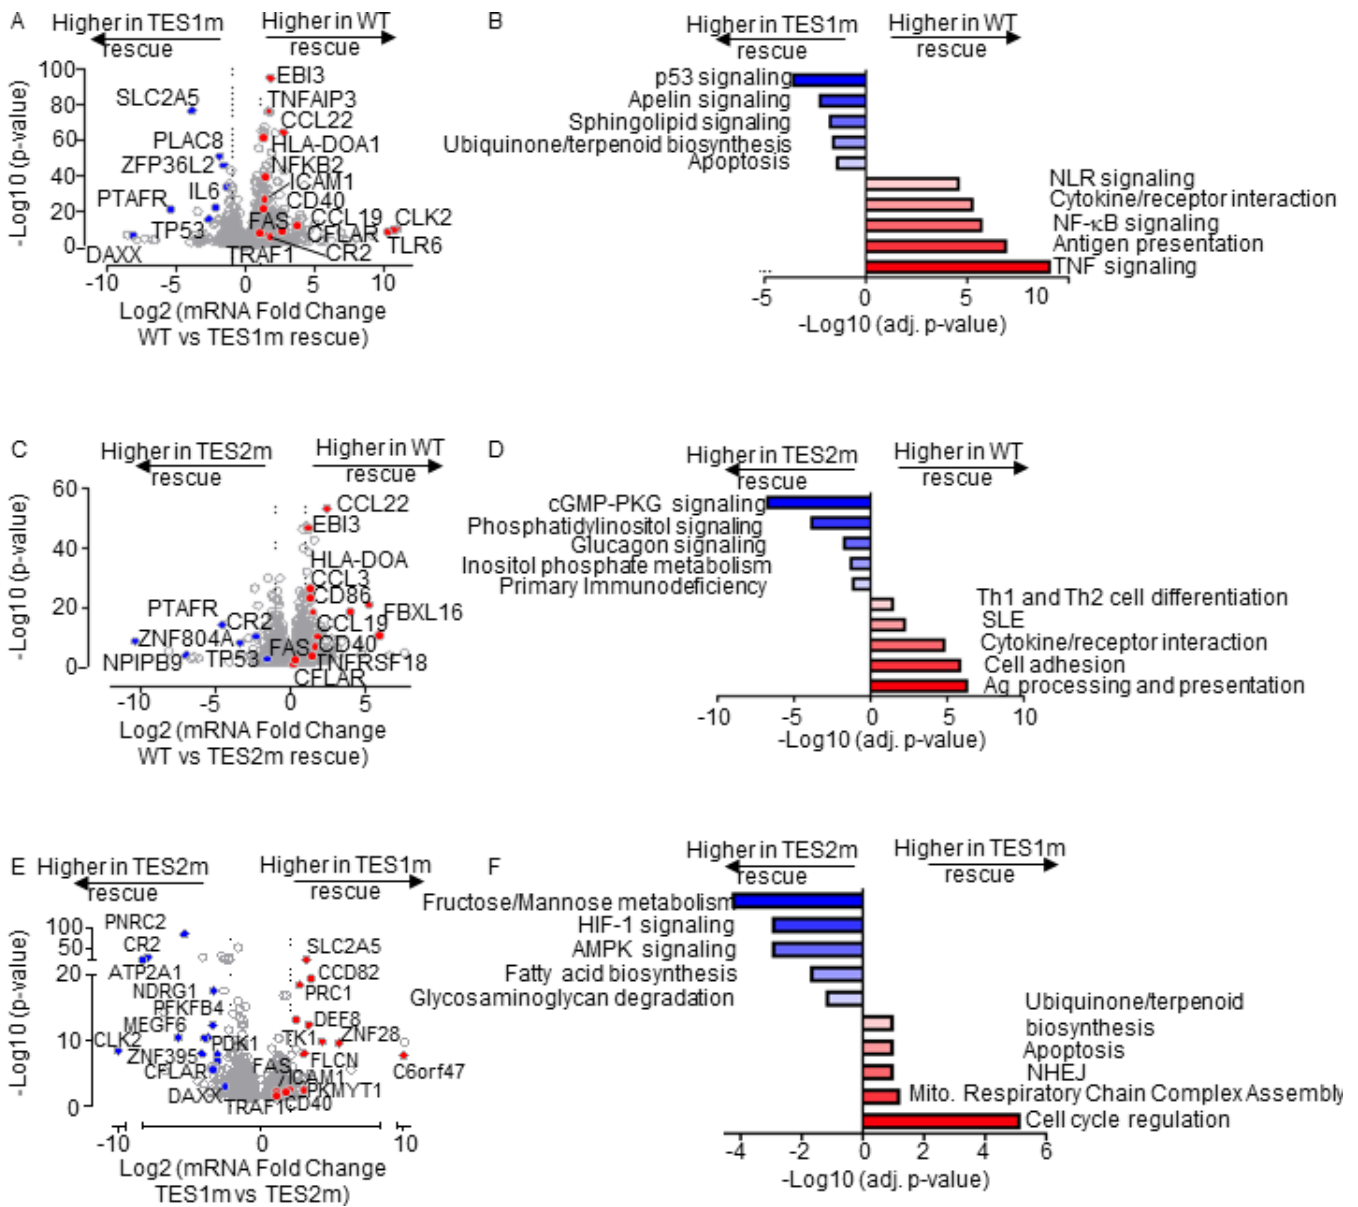 A
Higher in TES1m
rescue
Higher in WT
rescue
-Log10 (p-value)
100
80
60
40
20
0
SLC2A5
PLAC8
ZFP36L2
PTAFR
IL6
TP53
DAXX
EBI3
TNFAIP3
CCL22
HLA-DOA1
NFKB2
ICAM1
CD40
FAS
CCL19
CLK2
CFLAR
TLR6
TRAF1
CR2
-10
-5
0
5
10
Log2 (mRNA Fold Change
WT vs TES1m rescue)
B
Higher in TES1m
rescue
Higher in WT
rescue
p53 signaling
Apelin signaling
Sphingolipid signaling
Ubiquinone/terpenoid biosynthesis
Apoptosis
NLR signaling
Cytokine/receptor interaction
NF-κB signaling
Antigen presentation
TNF signaling
...
-5
0
5
10
-Log10 (adj. p-value)
C
Higher in TES2m
rescue
Higher in WT
rescue
-Log10 (p-value)
60
40
20
0
CCL22
EBI3
HLA-DOA
CCL3
CD86
PTAFR
FBXL16
CR2
CCL19
ZNF804A
FAS
CD40
NPIPB9
TP53
TNFRSF18
CFLAR
-10
-5
0
5
Log2 (mRNA Fold Change
WT vs TES2m rescue)
D
Higher in TES2m
rescue
Higher in WT
rescue
cGMP-PKG signaling
Phosphatidylinositol signaling
Glucagon signaling
Inositol phosphate metabolism
Primary Immunodeficiency
Th1 and Th2 cell differentiation
SLE
Cytokine/receptor interaction
Cell adhesion
Ag processing and presentation
-10
-5
0
5
10
-Log10 (adj. p-value)
E
Higher in TES2m
rescue
Higher in TES1m
rescue
-Log10 (p-value)
100
50
20
10
0
PNRC2
CR2
ATP2A1
NDRG1
PFKFB4
MEGF6
CLK2
PDK1
ZNF395
CFLAR
DAXX
SLC2A5
CCD82
PRC1
DEE8
TK1
ZNF28
FLCN
FAS
C6orf47
ICAM1
PKMYT1
TRAF1
CD40
-10
0
10
Log2 (mRNA Fold Change
TES1m vs TES2m)
F
Higher in TES2m
rescue
Higher in TES1m
rescue
Fructose/Mannose metabolism
HIF-1 signaling
AMPK signaling
Fatty acid biosynthesis
Glycosaminoglycan degradation
Ubiquinone/terpenoid
biosynthesis
Apoptosis
NHEJ
Mito. Respiratory Chain Complex Assembly
Cell cycle regulation
-4
-2
0
2
4
6
-Log10 (adj. p-value)